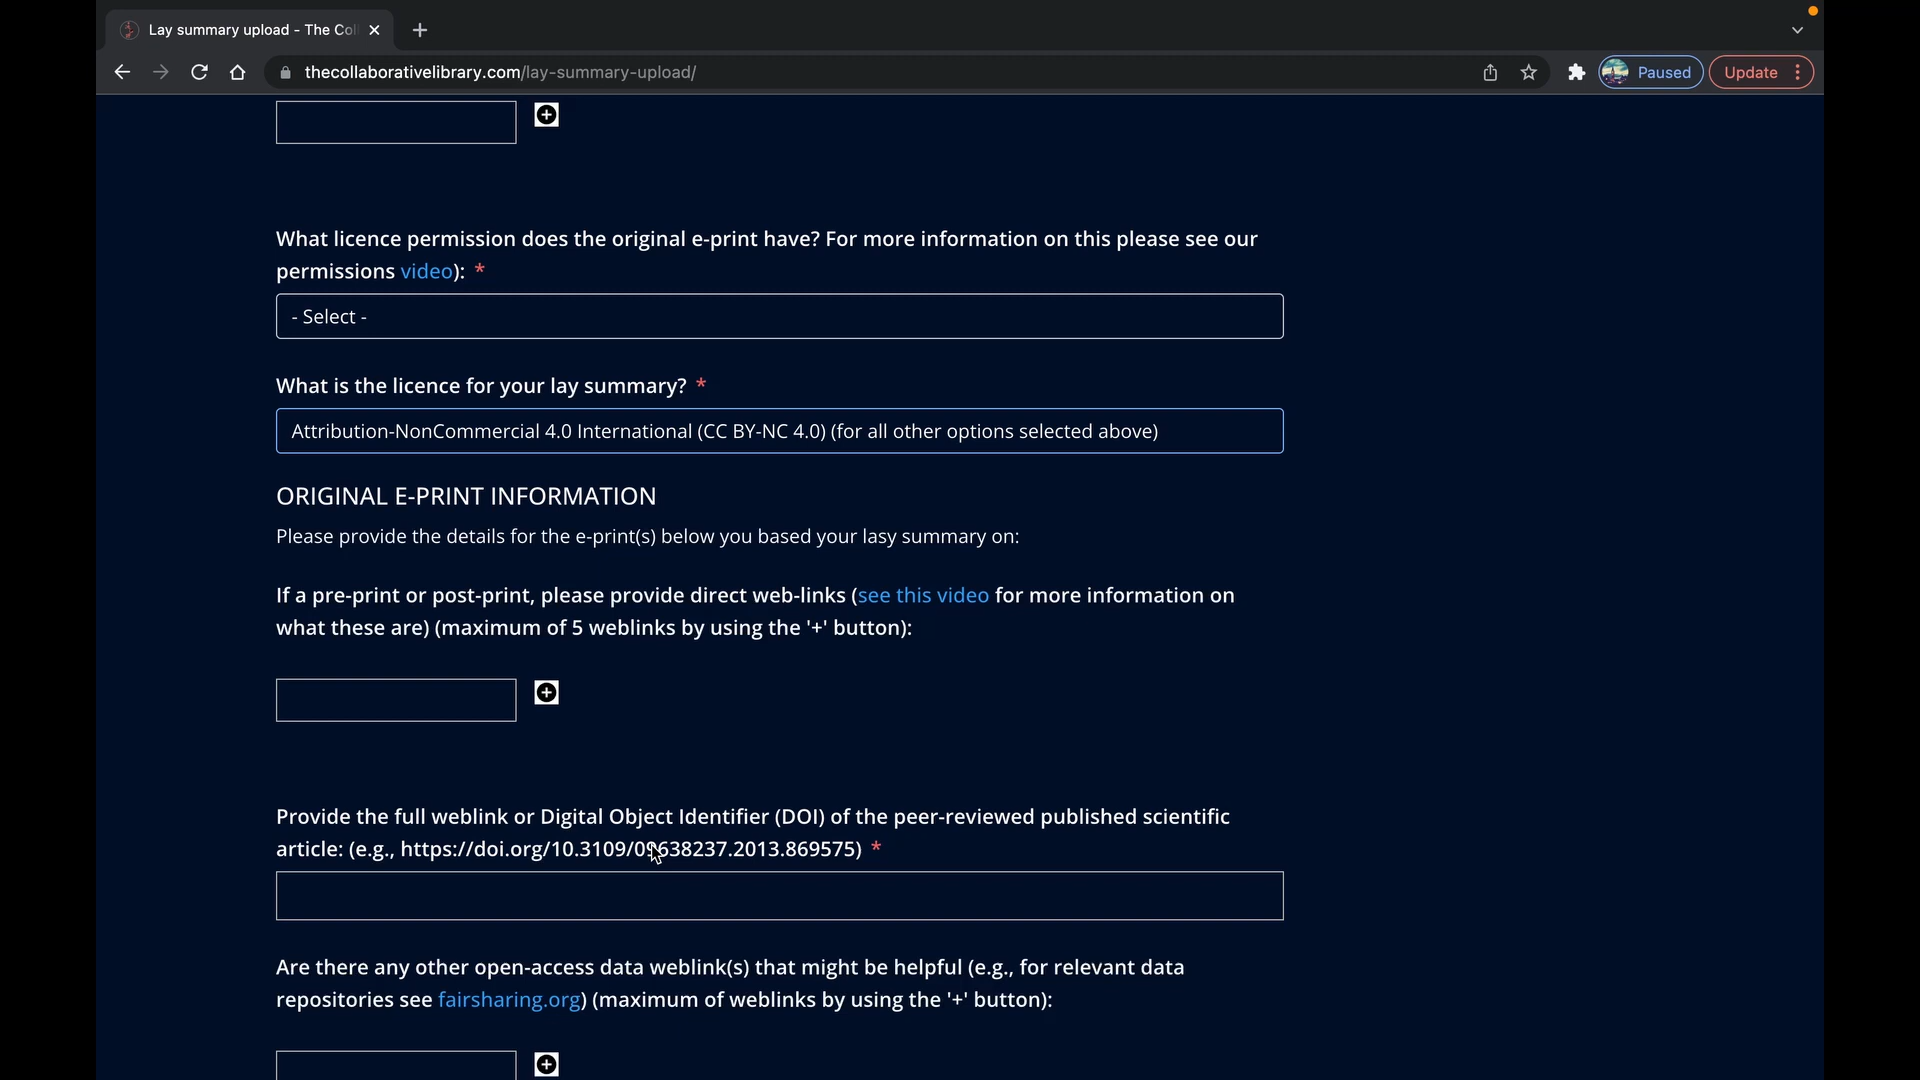 Lay summary upload - The Col
Paused
Update
thecollaborativelibrary.com/lay-summary-upload/
What licence permission does the original e-print have? For more information on this please see our
permissions video): *
- Select -
What is the licence for your lay summary? *
Attribution-NonCommercial 4.0 International (CC BY-NC 4.0) (for all other options selected above)
ORIGINAL E-PRINT INFORMATION
Please provide the details for the e-print(s) below you based your lasy summary on:
If a pre-print or post-print, please provide direct web-links (see this video for more information on
what these are) (maximum of 5 weblinks by using the '+' button):
Provide the full weblink or Digital Object Identifier (DOI) of the peer-reviewed published scientific
article: (e.g., https://doi.org/10.3109/09638237.2013.869575) *
Are there any other open-access data weblink(s) that might be helpful (e.g., for relevant data
repositories see fairsharing.org) (maximum of weblinks by using the '+' button):